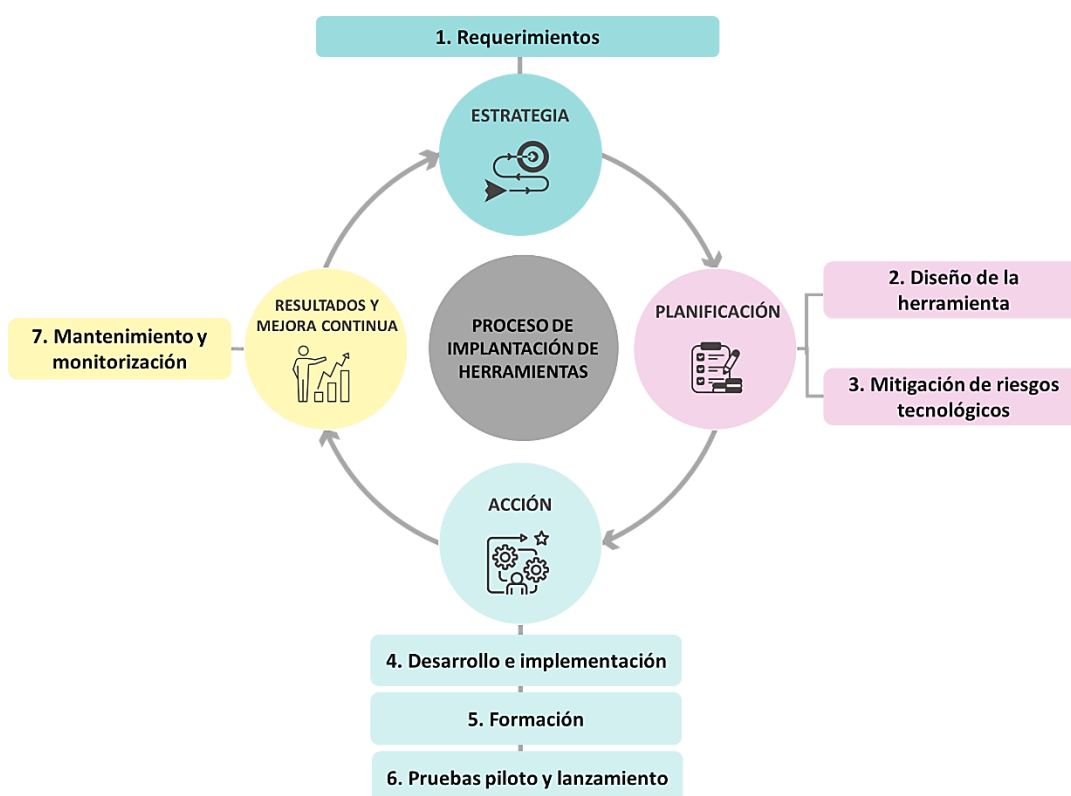 1. Requerimientos
ESTRATEGIA
PLANIFICACIÓN
2. Diseño de la
herramienta
3. Mitigación de riesgos
tecnológicos
PROCESO DE
IMPLANTACIÓN DE
HERRAMIENTAS
RESULTADOS Y
MEJORA CONTINUA
7. Mantenimiento y
monitorización
ACCIÓN
4. Desarrollo e implementación
5. Formación
6. Pruebas piloto y lanzamiento